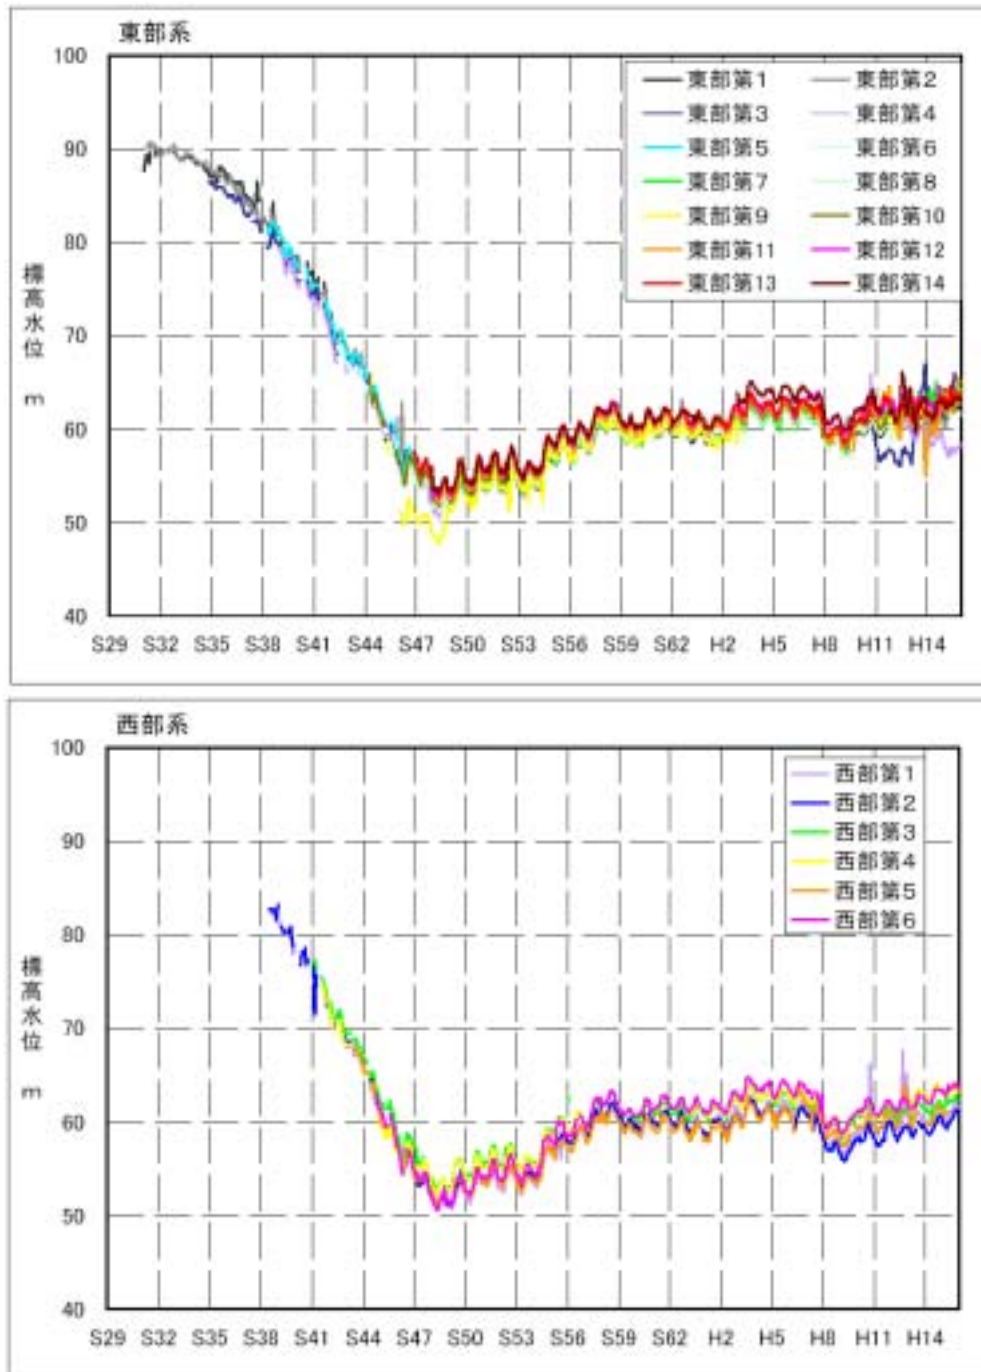 東部系
100
90
80
70
60
50
40
標高水位 m
東部第1 東部第2
東部第3 東部第4
東部第5 東部第6
東部第7 東部第8
東部第9 東部第10
東部第11 東部第12
東部第13 東部第14
S29 S32 S35 S38 S41 S44 S47 S50 S53 S56 S59 S62 H2 H5 H8 H11 H14
西部系
100
90
80
70
60
50
40
標高水位 m
西部第1
西部第2
西部第3
西部第4
西部第5
西部第6
S29 S32 S35 S38 S41 S44 S47 S50 S53 S56 S59 S62 H2 H5 H8 H11 H14